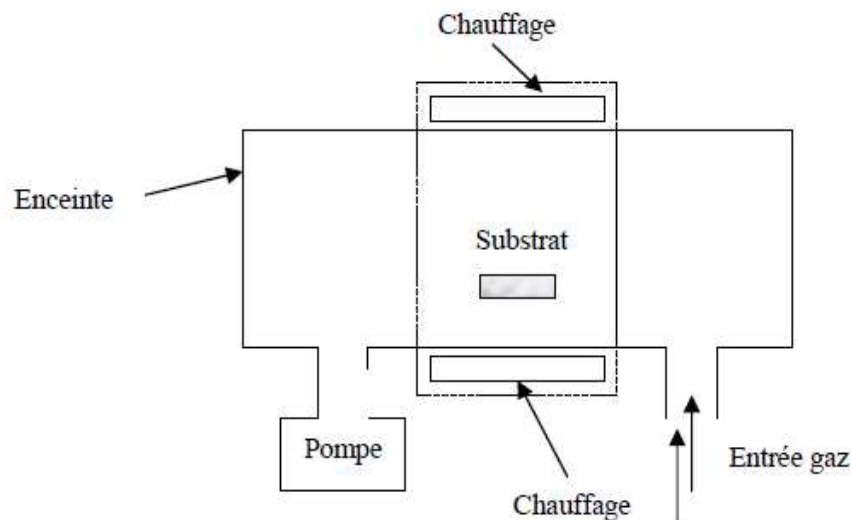 Chauffage
Enceinte
Substrat
Pompe
Entrée gaz
Chauffage